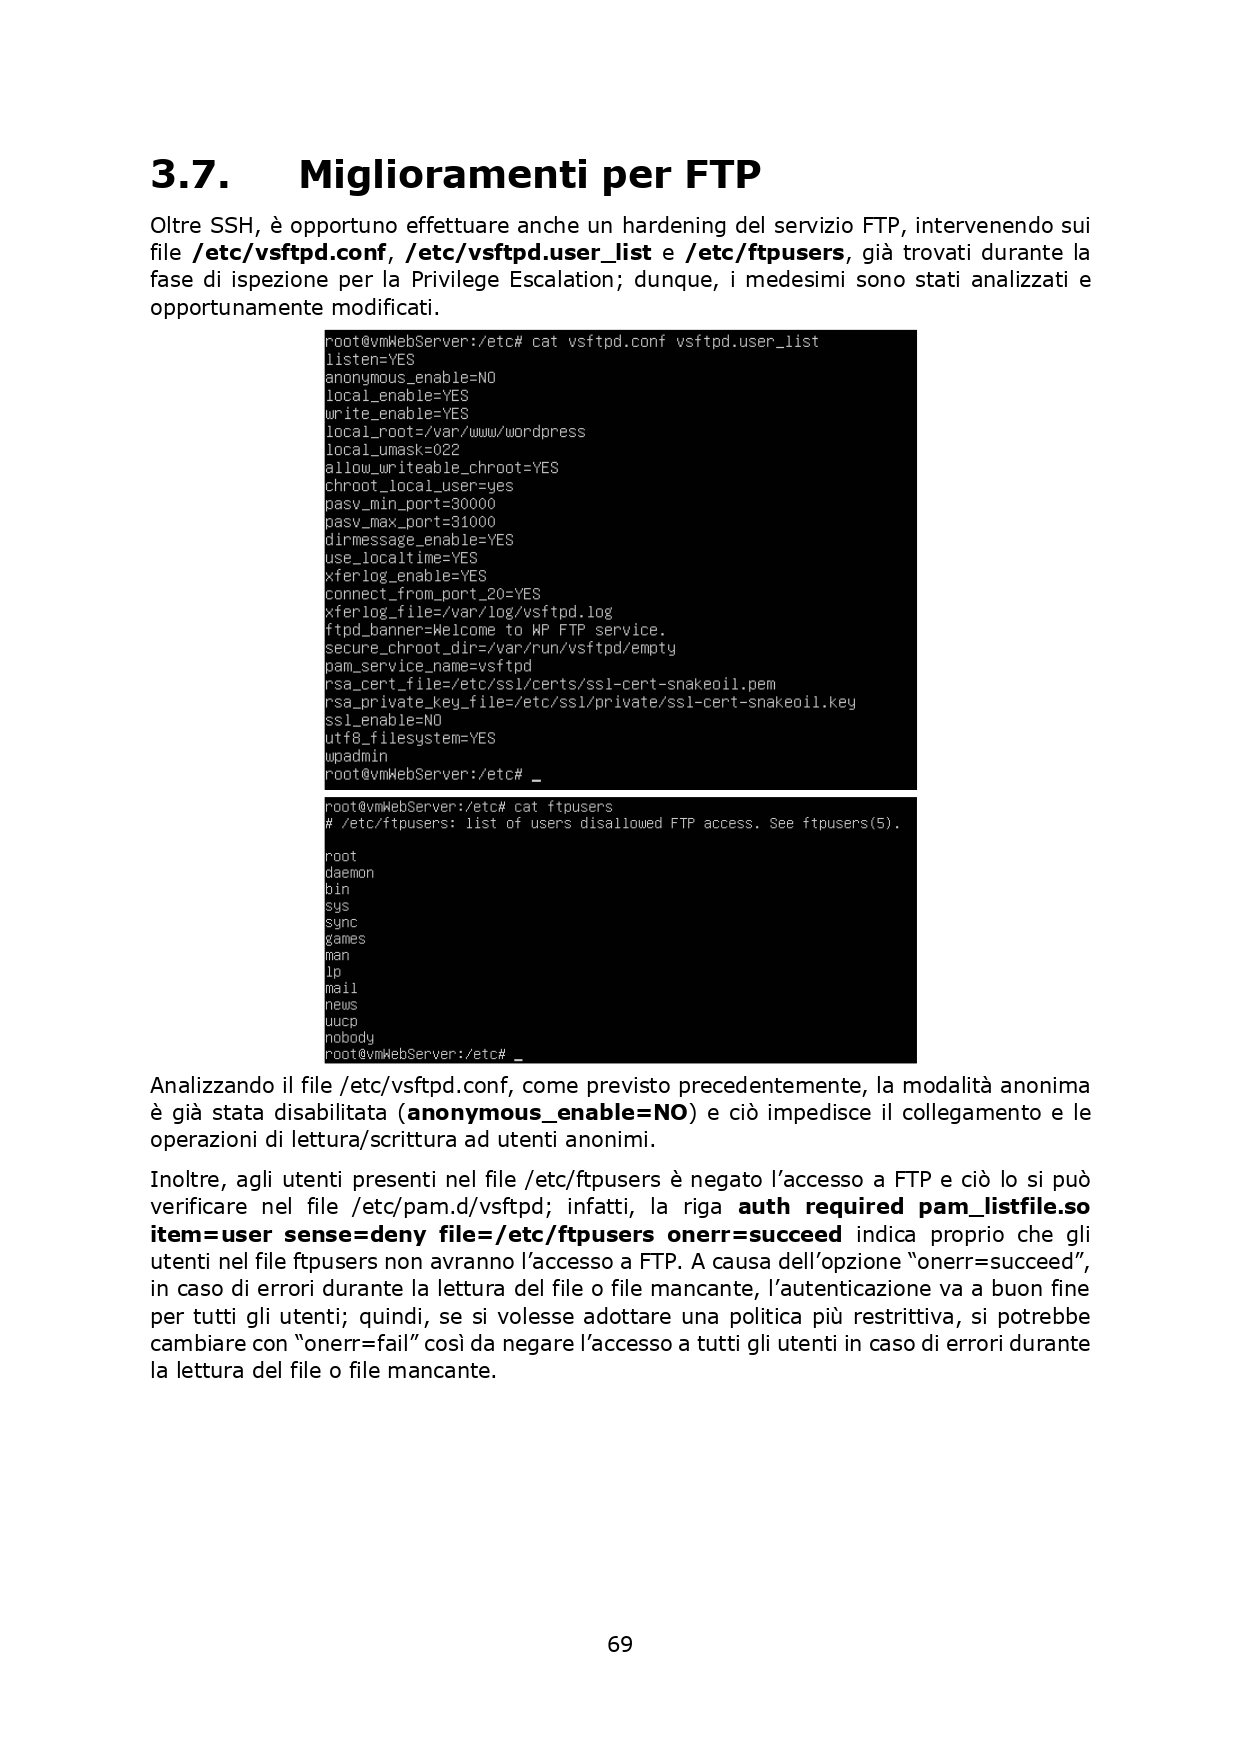 3.7. Miglioramenti per FTP
Oltre SSH, è opportuno effettuare anche un hardening del servizio FTP, intervenendo sui
file /etc/vsftpd.conf, /etc/vsftpd.user_list e /etc/ftpusers, già trovati durante la
fase di ispezione per la Privilege Escalation; dunque, i medesimi sono stati analizzati e
opportunamente modificati.
root@vmWebServer:/etc# cat vsftpd.conf vsftpd.user_list
listen=YES
anonymous_enable=NO
local_enable=YES
write_enable=YES
local_root=/var/www/wordpress
local_umask=022
allow_writeable_chroot=YES
chroot_local_user=yes
pasv_min_port=30000
pasv_max_port=31000
dirmessage_enable=YES
use_localtime=YES
xferlog_enable=YES
connect_from_port_20=YES
xferlog_file=/var/log/vsftpd.log
ftpd_banner=Welcome to WP FTP service.
secure_chroot_dir=/var/run/vsftpd/empty
pam_service_name=vsftpd
rsa_cert_file=/etc/ssl/certs/ssl-cert-snakeoil.pem
rsa_private_key_file=/etc/ssl/private/ssl-cert-snakeoil.key
ssl_enable=NO
utf8_filesystem=YES
wpadmin
root@vmWebServer:/etc# _
root@vmWebServer:/etc# cat ftpusers
# /etc/ftpusers: list of users disallowed FTP access. See ftpusers(5).
root
daemon
bin
sys
sync
games
man
lp
mail
news
uucp
nobody
root@vmWebServer:/etc# _
Analizzando il file /etc/vsftpd.conf, come previsto precedentemente, la modalità anonima
è già stata disabilitata (anonymous_enable=NO) e ciò impedisce il collegamento e le
operazioni di lettura/scrittura ad utenti anonimi.
Inoltre, agli utenti presenti nel file /etc/ftpusers è negato l’accesso a FTP e ciò lo si può
verificare nel file /etc/pam.d/vsftpd; infatti, la riga auth required pam_listfile.so
item=user sense=deny file=/etc/ftpusers onerr=succeed indica proprio che gli
utenti nel file ftpusers non avranno l’accesso a FTP. A causa dell’opzione “onerr=succeed”,
in caso di errori durante la lettura del file o file mancante, l’autenticazione va a buon fine
per tutti gli utenti; quindi, se si volesse adottare una politica più restrittiva, si potrebbe
cambiare con “onerr=fail” così da negare l’accesso a tutti gli utenti in caso di errori durante
la lettura del file o file mancante.
69